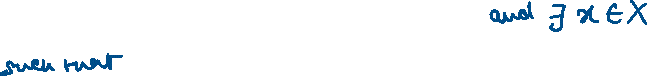 and ∃ x ∈ X
such that